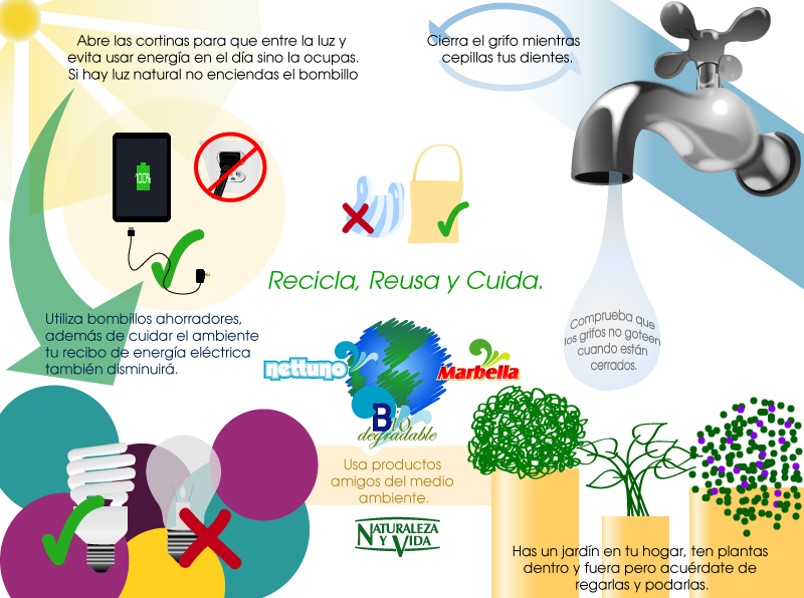 Abre las cortinas para que entre la luz y
evita usar energía en el día sino la ocupas.
Si hay luz natural no enciendas el bombillo
Cierra el grifo mientras
cepillas tus dientes.
100%
Recicla, Reusa y Cuida.
Utiliza bombillos ahorradores,
además de cuidar el ambiente
tu recibo de energía eléctrica
también disminuirá.
Comprueba que
los grifos no goteen
cuando están
cerrados.
nettuno
Marbella
Bio
degradable
Usa productos
amigos del medio
ambiente.
NATURALEZA
Y VIDA
Has un jardín en tu hogar, ten plantas
dentro y fuera pero acuérdate de
regarlas y podarlas.